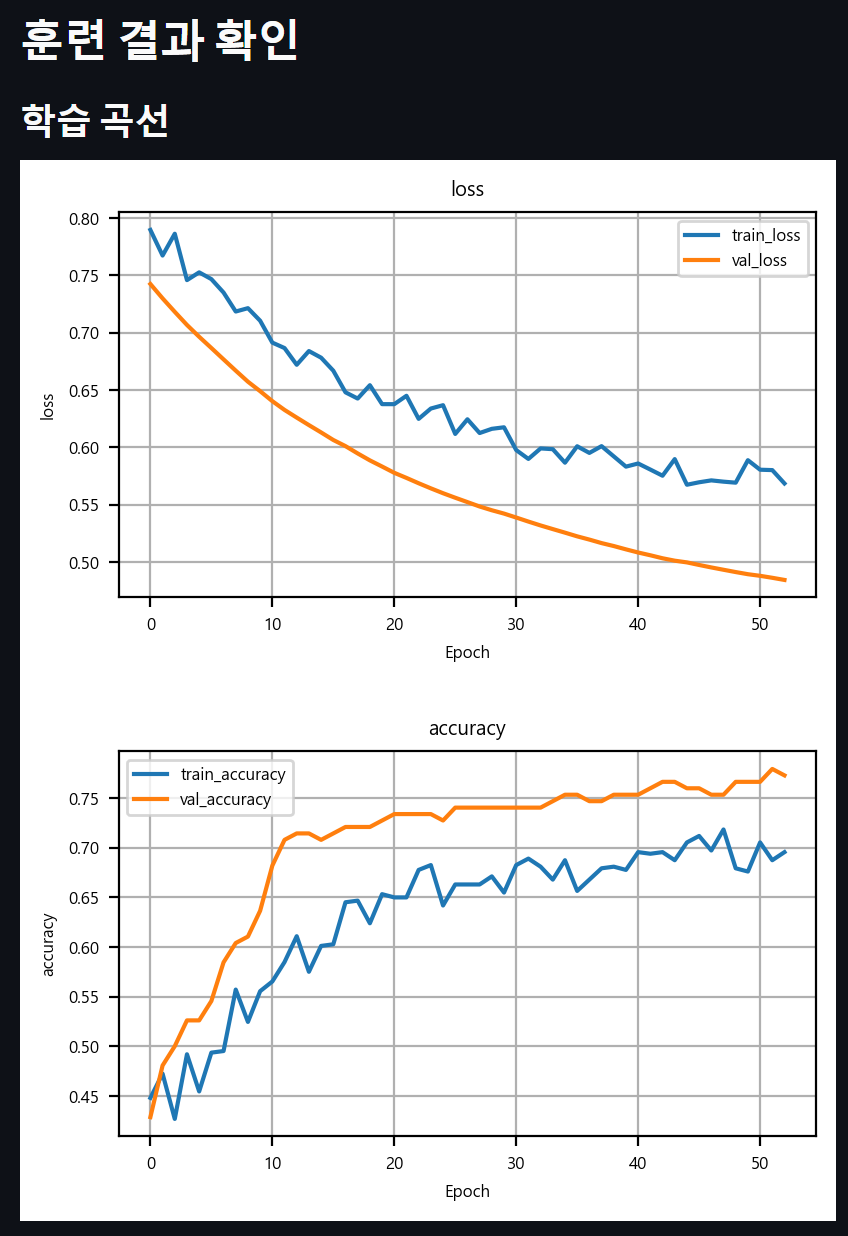 훈련 결과 확인
학습 곡선
loss
0.80
0.75
0.70
0.65
0.60
0.55
0.50
loss
train_loss
val_loss
0 10 20 30 40 50
Epoch
accuracy
train_accuracy
val_accuracy
0.75
0.70
0.65
0.60
0.55
0.50
0.45
accuracy
0 10 20 30 40 50
Epoch